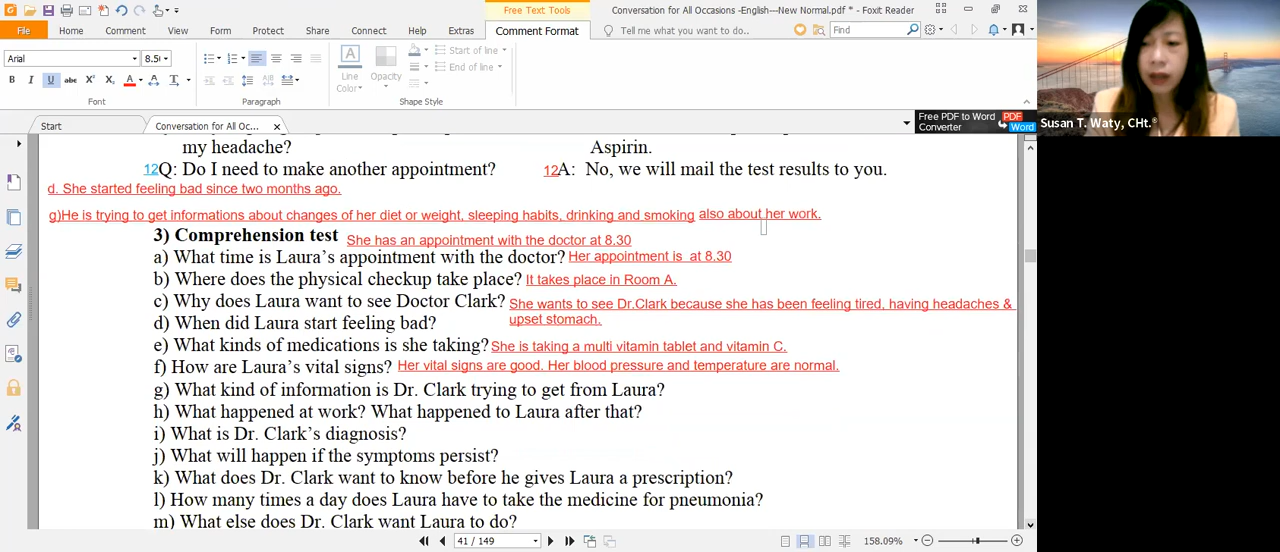 Free Text Tools
Conversation for All Occasions -English---New Normal.pdf * - Foxit Reader
File
Home
Comment
View
Form
Protect
Share
Connect
Help
Extras
Comment Format
Tell me what you want to do..
Find
Arial
8.5(
B I U abc X² X₂ A A T
Font
Paragraph
Line
Color
Opacity
Start of line
End of line
Shape Style
Start
Conversation for All Oc...
Free PDF to Word
Converter
PDF
Word
Susan T. Waty, CHt.®
my headache?
Aspirin.
12Q: Do I need to make another appointment?
12A: No, we will mail the test results to you.
d. She started feeling bad since two months ago.
g)He is trying to get informations about changes of her diet or weight, sleeping habits, drinking and smoking also about her work.
3) Comprehension test
She has an appointment with the doctor at 8.30
a) What time is Laura's appointment with the doctor? Her appointment is at 8.30
b) Where does the physical checkup take place? It takes place in Room A.
c) Why does Laura want to see Doctor Clark? She wants to see Dr.Clark because she has been feeling tired, having headaches &
upset stomach.
d) When did Laura start feeling bad?
e) What kinds of medications is she taking? She is taking a multi vitamin tablet and vitamin C.
f) How are Laura's vital signs? Her vital signs are good. Her blood pressure and temperature are normal.
g) What kind of information is Dr. Clark trying to get from Laura?
h) What happened at work? What happened to Laura after that?
i) What is Dr. Clark's diagnosis?
j) What will happen if the symptoms persist?
k) What does Dr. Clark want to know before he gives Laura a prescription?
l) How many times a day does Laura have to take the medicine for pneumonia?
m) What else does Dr. Clark want Laura to do?
41 / 149
158.09%